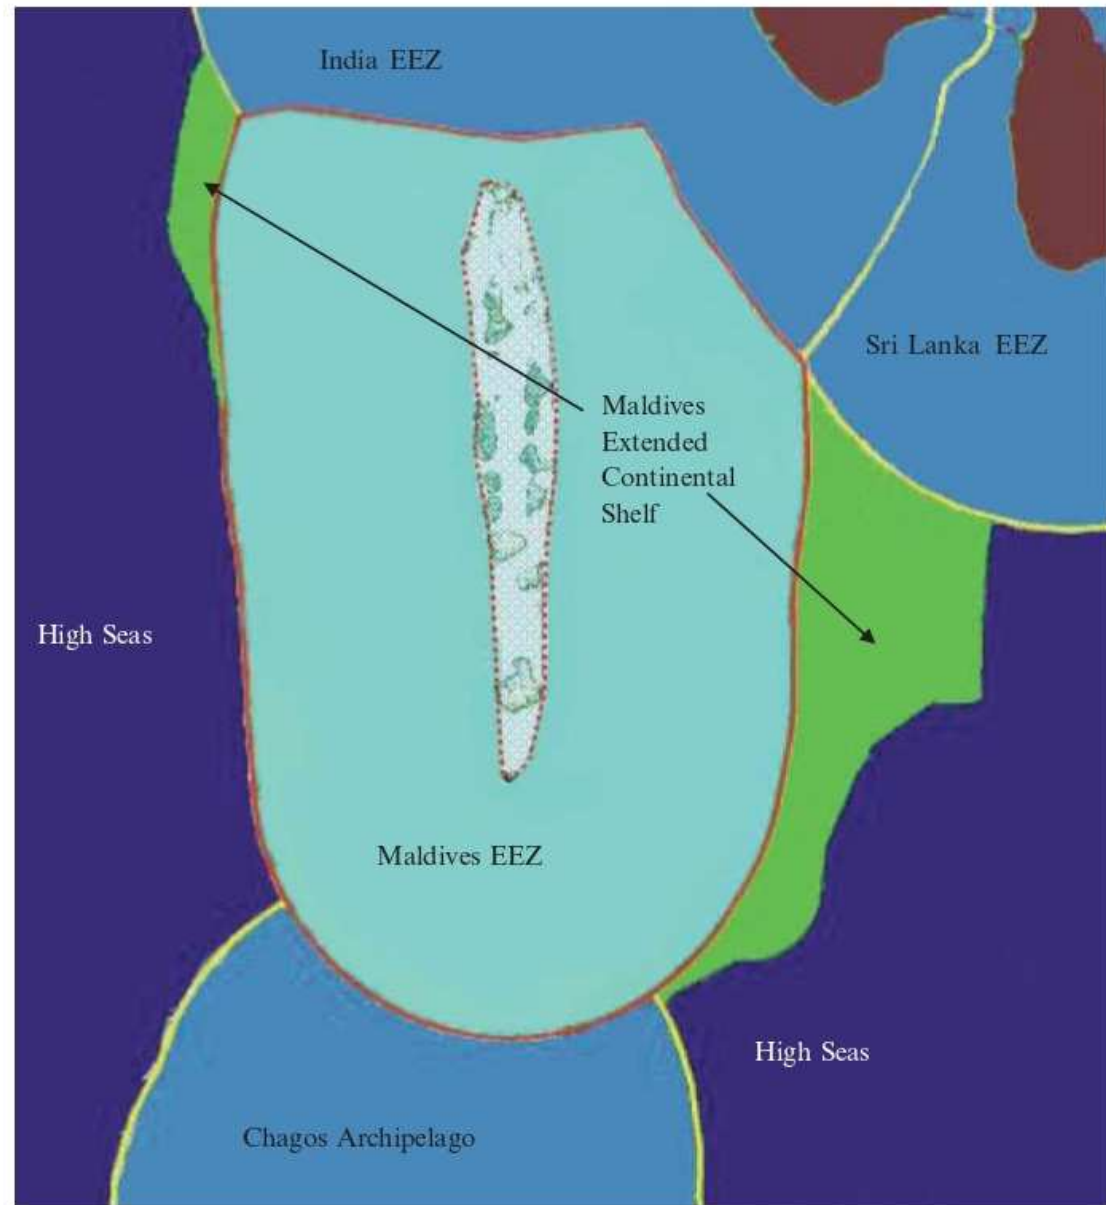 India EEZ
Sri Lanka EEZ
Maldives
Extended
Continental
Shelf
High Seas
Maldives EEZ
High Seas
Chagos Archipelago